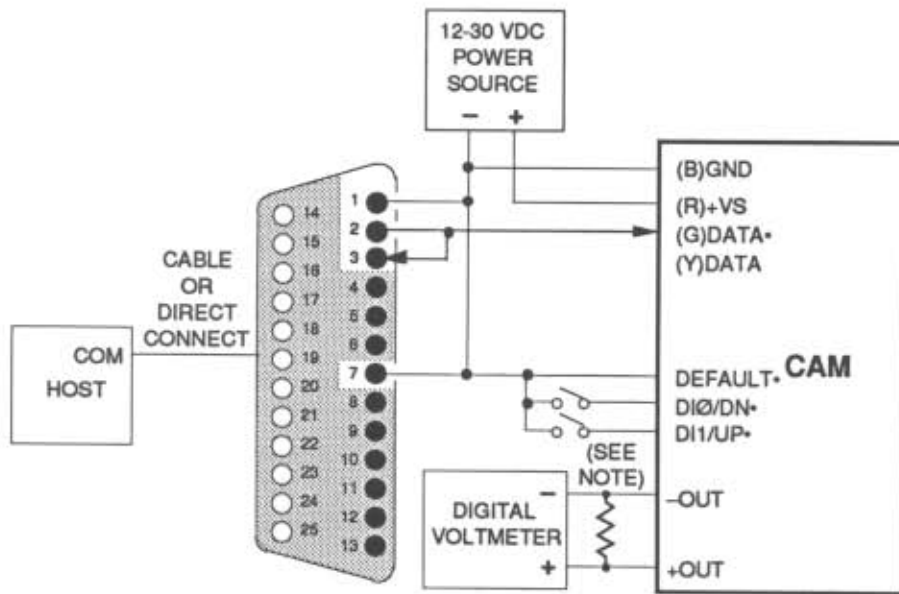 12-30 VDC
POWER
SOURCE
− +
(B)GND
(R)+VS
(G)DATA•
(Y)DATA
DEFAULT•
CAM
DIØ/DN•
DI1/UP•
−OUT
+OUT
1
2
3
4
5
6
7
8
9
10
11
12
13
14
15
16
17
18
19
20
21
22
23
24
25
CABLE
OR
DIRECT
CONNECT
COM
HOST
(SEE
NOTE)
−
DIGITAL
VOLTMETER
+